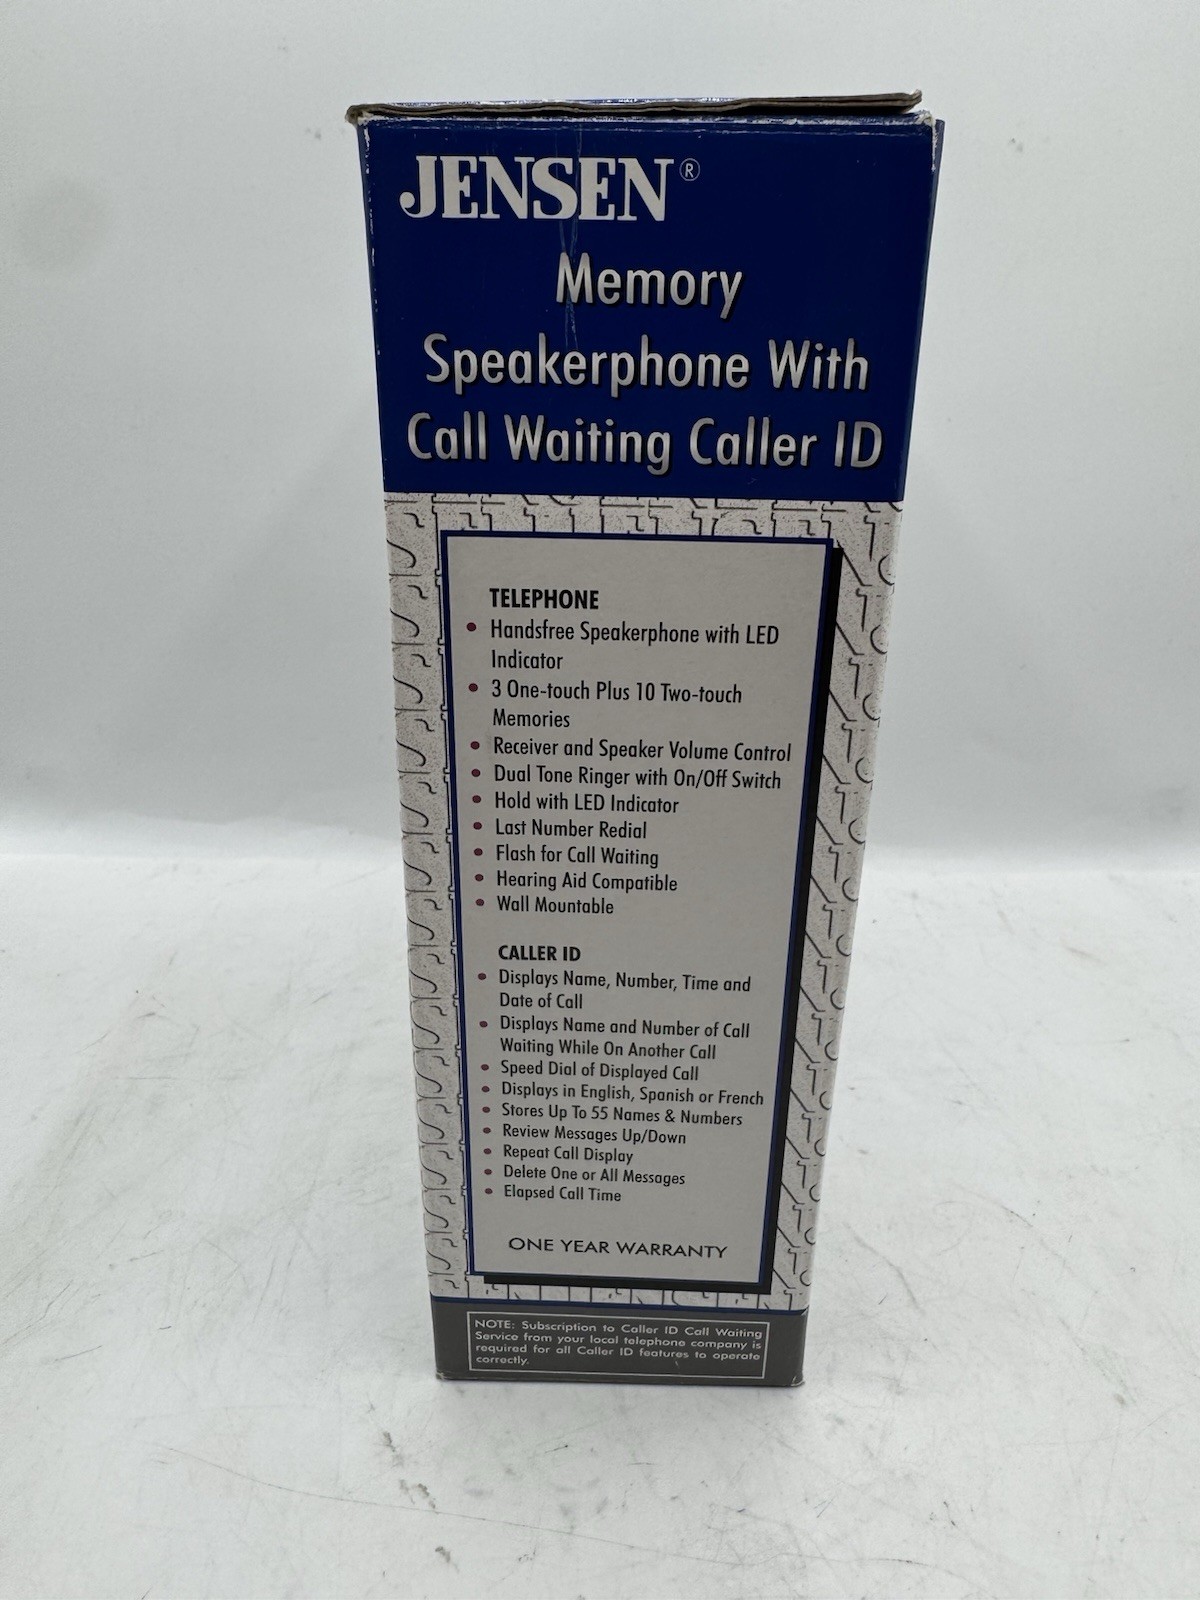 JENSEN®
Memory
Speakerphone With
Call Waiting Caller ID
TELEPHONE
• Handsfree Speakerphone with LED
Indicator
• 3 One-touch Plus 10 Two-touch
Memories
• Receiver and Speaker Volume Control
• Dual Tone Ringer with On/Off Switch
• Hold with LED Indicator
• Last Number Redial
• Flash for Call Waiting
• Hearing Aid Compatible
• Wall Mountable
CALLER ID
• Displays Name, Number, Time and
Date of Call
• Displays Name and Number of Call
Waiting While On Another Call
• Speed Dial of Displayed Call
• Displays in English, Spanish or French
• Stores Up To 55 Names & Numbers
• Review Messages Up/Down
• Repeat Call Display
• Delete One or All Messages
• Elapsed Call Time
ONE YEAR WARRANTY
NOTE: Subscription to Caller ID Call Waiting
Service from your local telephone company is
required for all Caller ID features to operate
correctly.